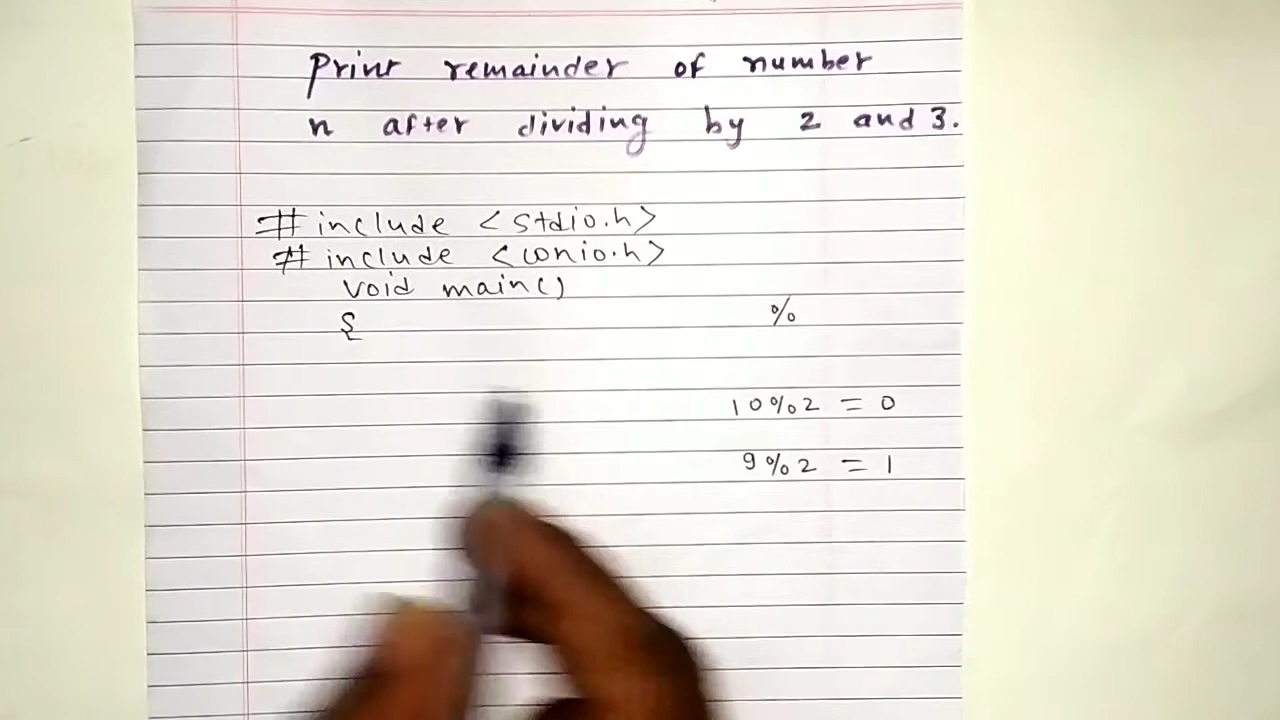 Print remainder of number
n after dividing by 2 and 3.
# include <stdio.h>
# include <conio.h>
void main()
{
%
10%2 = 0
9%2 = 1